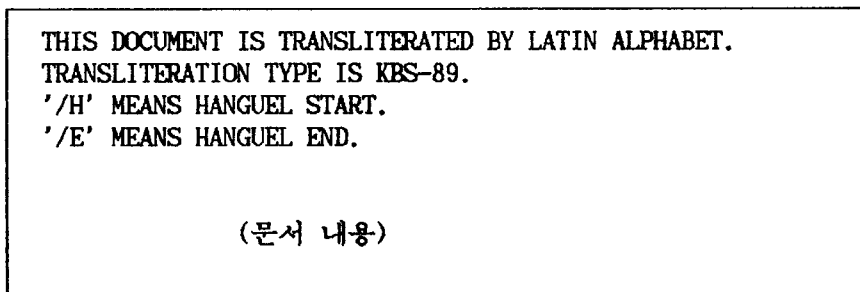 THIS DOCUMENT IS TRANSLITERATED BY LATIN ALPHABET.
TRANSLITERATION TYPE IS KBS-89.
'/H' MEANS HANGUEL START.
'/E' MEANS HANGUEL END.
(문서 내용)